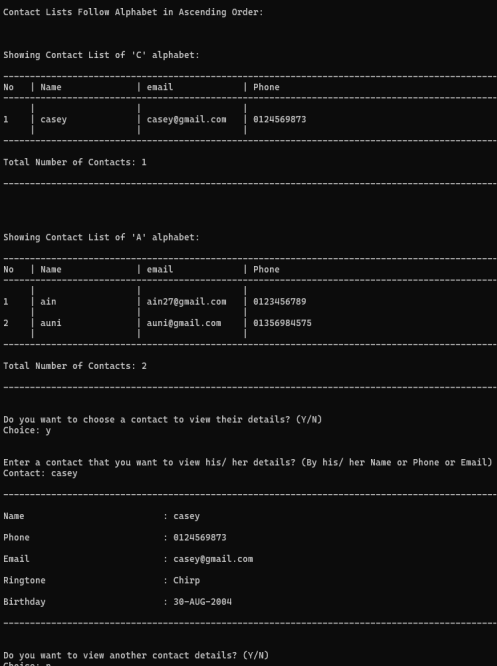 Contact Lists Follow Alphabet in Ascending Order:
Showing Contact List of 'C' alphabet:
No | Name | email | Phone
1 | casey | casey@gmail.com | 0124569873
Total Number of Contacts: 1
Showing Contact List of 'A' alphabet:
No | Name | email | Phone
1 | ain | ain27@gmail.com | 0123456789
2 | auni | auni@gmail.com | 01356984575
Total Number of Contacts: 2
Do you want to choose a contact to view their details? (Y/N)
Choice: y
Enter a contact that you want to view his/ her details? (By his/ her Name or Phone or Email)
Contact: casey
Name : casey
Phone : 0124569873
Email : casey@gmail.com
Ringtone : Chirp
Birthday : 30-AUG-2004
Do you want to view another contact details? (Y/N)
Choice: n